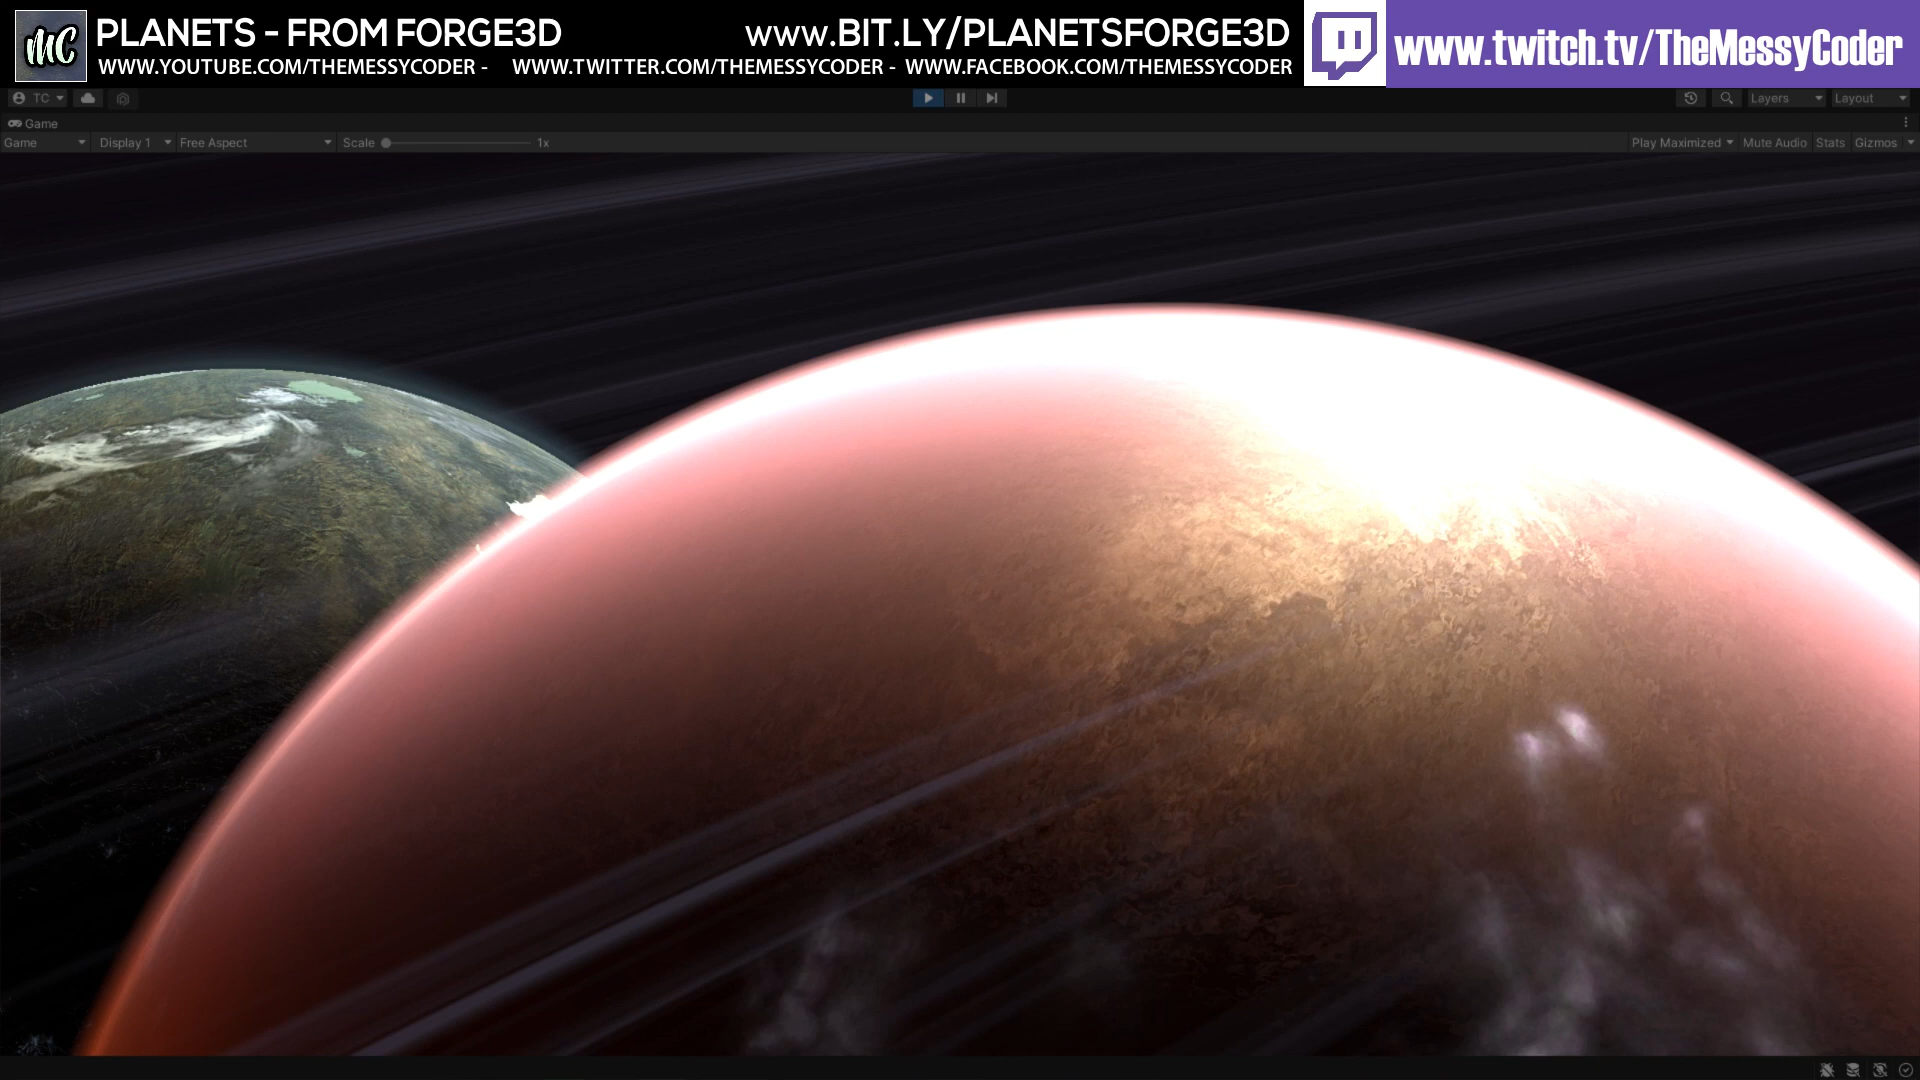 MC
PLANETS - FROM FORGE3D
www.BIT.LY/PLANETSFORGE3D
WWW.YOUTUBE.COM/THEMESSYCODER - WWW.TWITTER.COM/THEMESSYCODER - WWW.FACEBOOK.COM/THEMESSYCODER
www.twitch.tv/TheMessyCoder
TC
Layers
Layout
Game
Game
Display 1
Free Aspect
Scale
1x
Play Maximized
Mute Audio
Stats
Gizmos